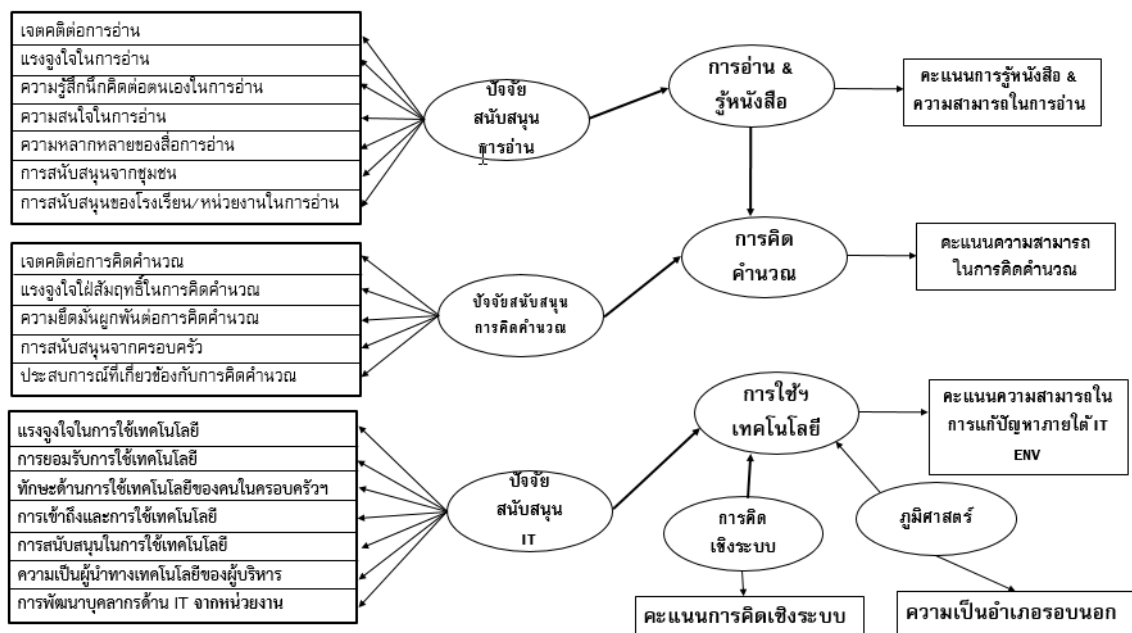 เจตคติต่อการอ่าน
แรงจูงใจในการอ่าน
ความรู้สึกนึกคิดต่อตนเองในการอ่าน
ความสนใจในการอ่าน
ความหลากหลายของสื่อการอ่าน
การสนับสนุนจากชุมชน
การสนับสนุนของโรงเรียน/หน่วยงานในการอ่าน
ปัจจัย
สนับสนุน
การอ่าน
การอ่าน &
รู้หนังสือ
คะแนนการรู้หนังสือ &
ความสามารถในการอ่าน
เจตคติต่อการคิดคำนวณ
แรงจูงใจใฝ่สัมฤทธิ์ในการคิดคำนวณ
ความยึดมั่นผูกพันต่อการคิดคำนวณ
การสนับสนุนจากครอบครัว
ประสบการณ์ที่เกี่ยวข้องกับการคิดคำนวณ
ปัจจัยสนับสนุน
การคิดคำนวณ
การคิด
คำนวณ
คะแนนความสามารถ
ในการคิดคำนวณ
แรงจูงใจในการใช้เทคโนโลยี
การยอมรับการใช้เทคโนโลยี
ทักษะด้านการใช้เทคโนโลยีของคนในครอบครัวฯ
การเข้าถึงและการใช้เทคโนโลยี
การสนับสนุนในการใช้เทคโนโลยี
ความเป็นผู้นำทางเทคโนโลยีของผู้บริหาร
การพัฒนาบุคลากรด้าน IT จากหน่วยงาน
ปัจจัย
สนับสนุน
IT
การใช้ฯ
เทคโนโลยี
คะแนนความสามารถใน
การแก้ปัญหาภายใต้ IT
ENV
การคิด
เชิงระบบ
ภูมิศาสตร์
คะแนนการคิดเชิงระบบ
ความเป็นอำเภอรอบนอก